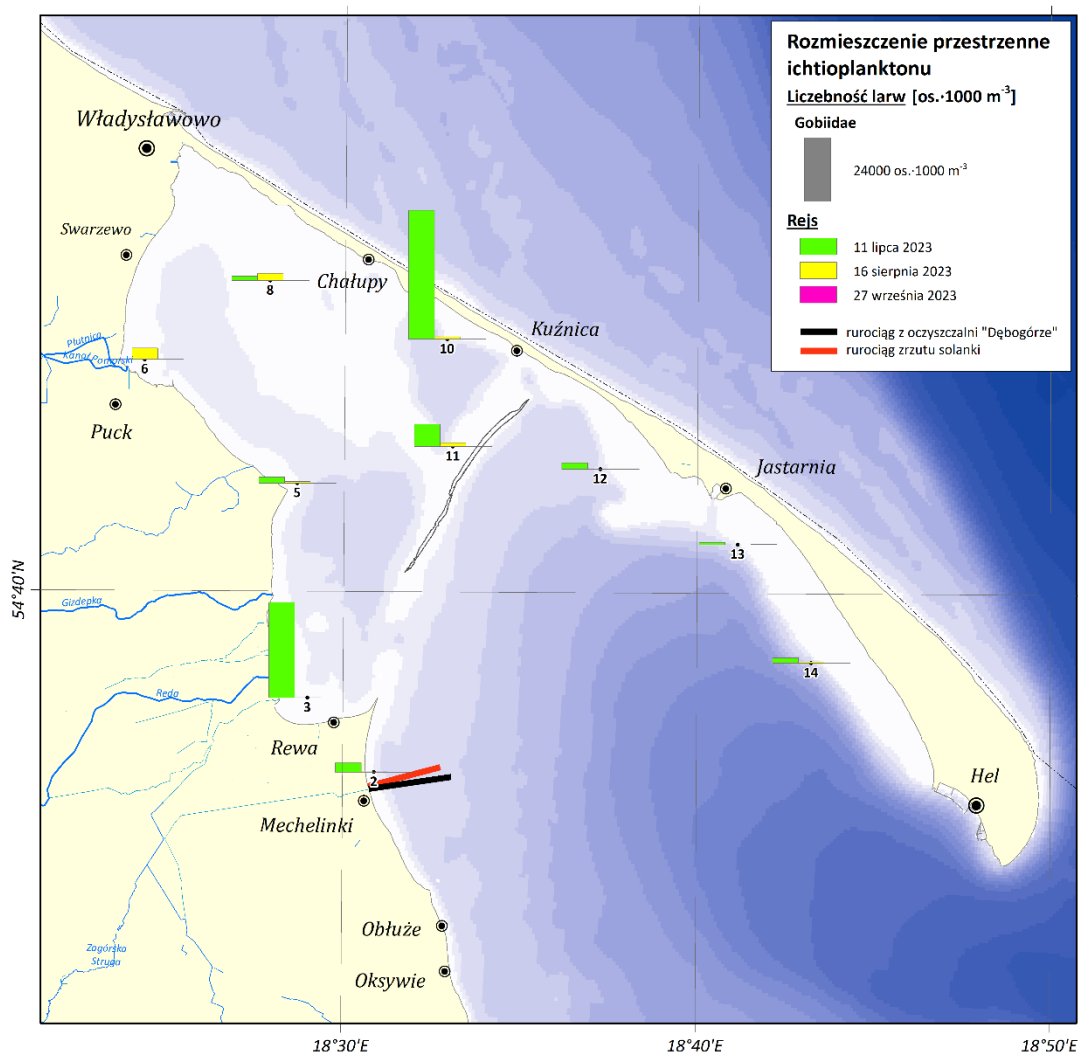 Rozmieszczenie przestrzenne
ichtioplanktonu
Liczebność larw [os.·1000 m⁻³]
Gobiidae
24000 os.·1000 m⁻³
Rejs
11 lipca 2023
16 sierpnia 2023
27 września 2023
rurociąg z oczyszczalni "Dębogórze"
rurociąg zrzutu solanki
Władysławowo
Swarzewo
Chałupy
8
10
Kuźnica
Płutnica
Kanał Pomorski
6
Puck
11
12
Jastarnia
5
13
54°40'N
Gizdepka
14
Reda
3
Rewa
2
Hel
Mechelinki
Obłuże
Zagórska
Struga
Oksywie
18°30'E
18°40'E
18°50'E